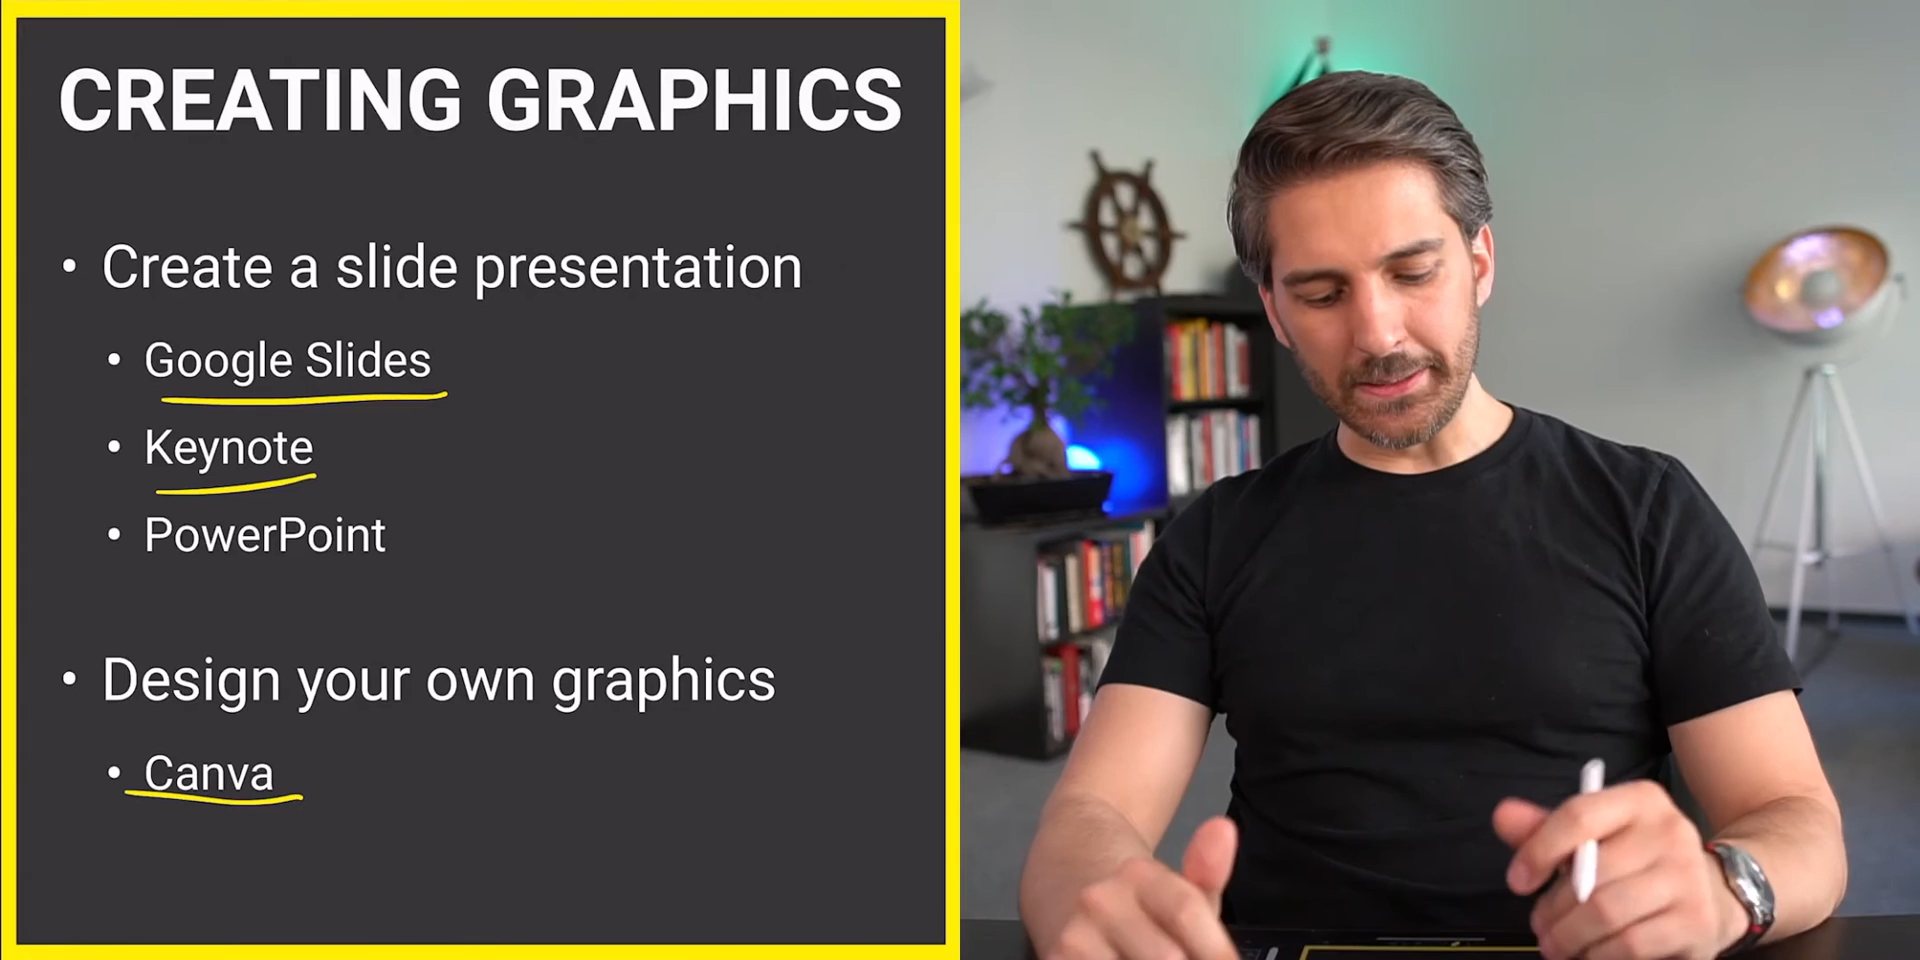 CREATING GRAPHICS
• Create a slide presentation
• Google Slides
• Keynote
• PowerPoint
• Design your own graphics
• Canva